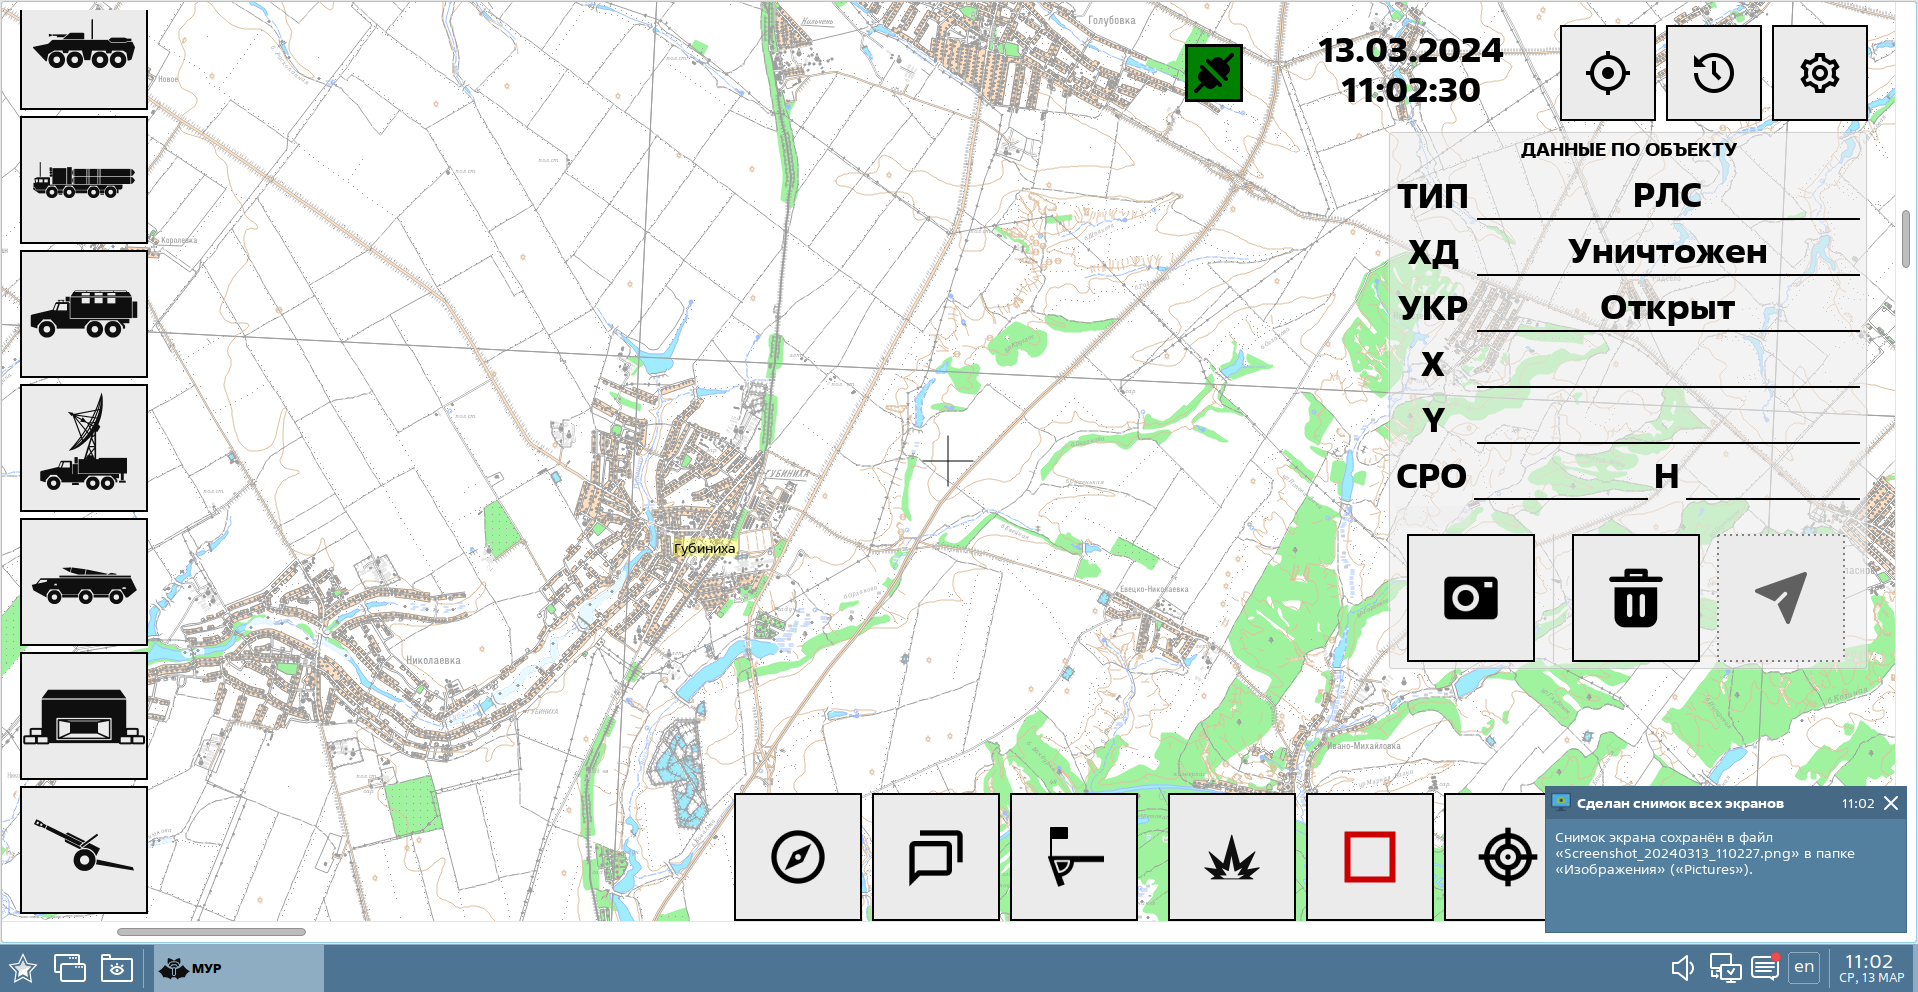 Кильчень
Голубовка
13.03.2024
11:02:30
Новое
ДАННЫЕ ПО ОБЪЕКТУ
ТИП
РЛС
ХД
Уничтожен
УКР
Открыт
X
Y
СРО
H
Королевка
ГУБИНИХА
Губиниха
Евецко-Николаевка
Николаевка
ГУБИНИХА
Ивано-Михайловка
Сделан снимок всех экранов
11:02
Снимок экрана сохранён в файл
«Screenshot_20240313_110227.png» в папке
«Изображения» («Pictures»).
МУР
en
11:02
СР, 13 МАР